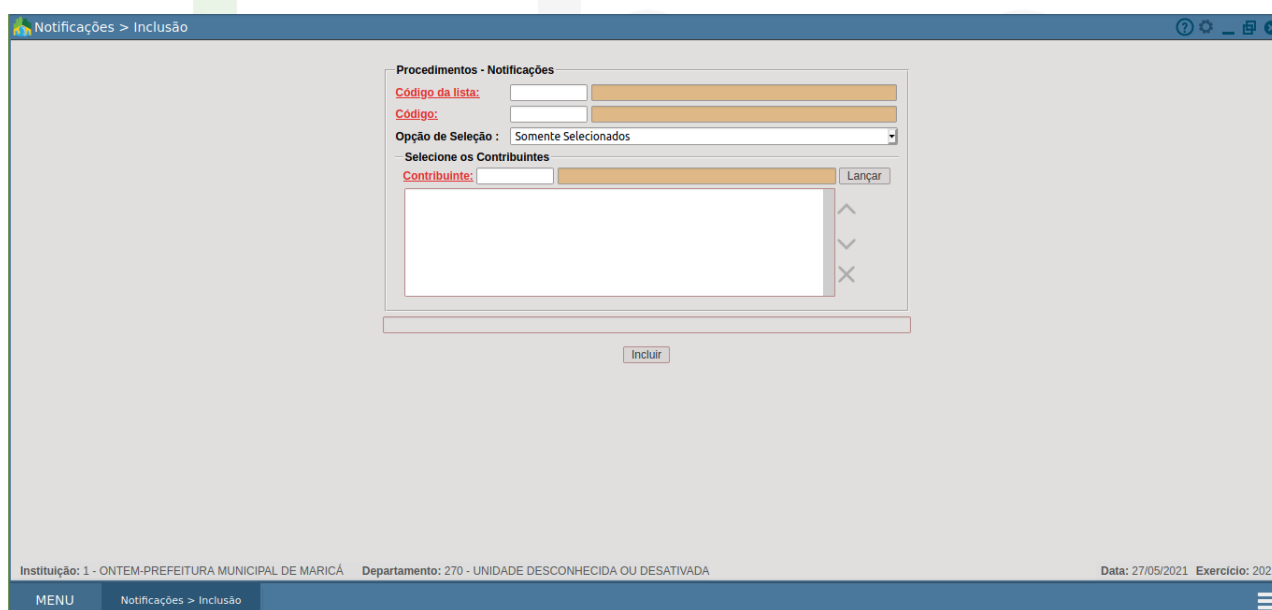 Notificações > Inclusão
Procedimentos - Notificações
Código da lista:
Código:
Opção de Seleção : Somente Selecionados
Selecione os Contribuintes
Contribuinte: Lançar
Incluir
Instituição: 1 - ONTEM-PREFEITURA MUNICIPAL DE MARICÁ Departamento: 270 - UNIDADE DESCONHECIDA OU DESATIVADA Data: 27/05/2021 Exercício: 202
MENU Notificações > Inclusão